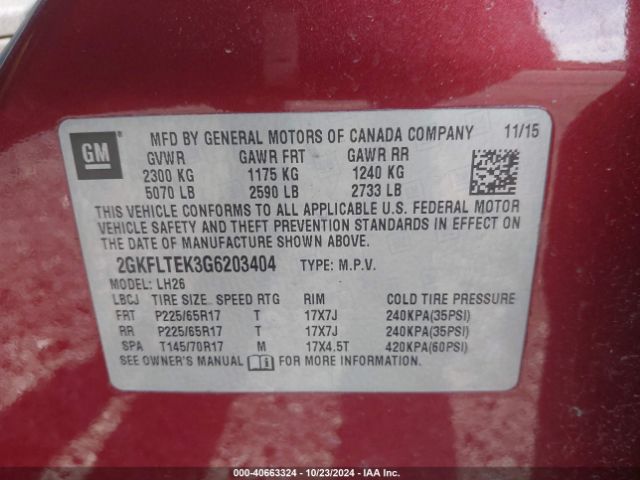 GM
MFD BY GENERAL MOTORS OF CANADA COMPANY 11/15
GVWR GAWR FRT GAWR RR
2300 KG 1175 KG 1240 KG
5070 LB 2590 LB 2733 LB
THIS VEHICLE CONFORMS TO ALL APPLICABLE U.S. FEDERAL MOTOR
VEHICLE SAFETY AND THEFT PREVENTION STANDARDS IN EFFECT ON
THE DATE OF MANUFACTURE SHOWN ABOVE.
2GKFLTEK3G6203404 TYPE: M.P.V.
MODEL: LH26
LBCJ TIRE SIZE SPEED RTG RIM COLD TIRE PRESSURE
FRT P225/65R17 T 17X7J 240KPA(35PSI)
RR P225/65R17 T 17X7J 240KPA(35PSI)
SPA T145/70R17 M 17X4.5T 420KPA(60PSI)
SEE OWNER'S MANUAL FOR MORE INFORMATION
000-40663324 | 10/23/2024 | IAA Inc.